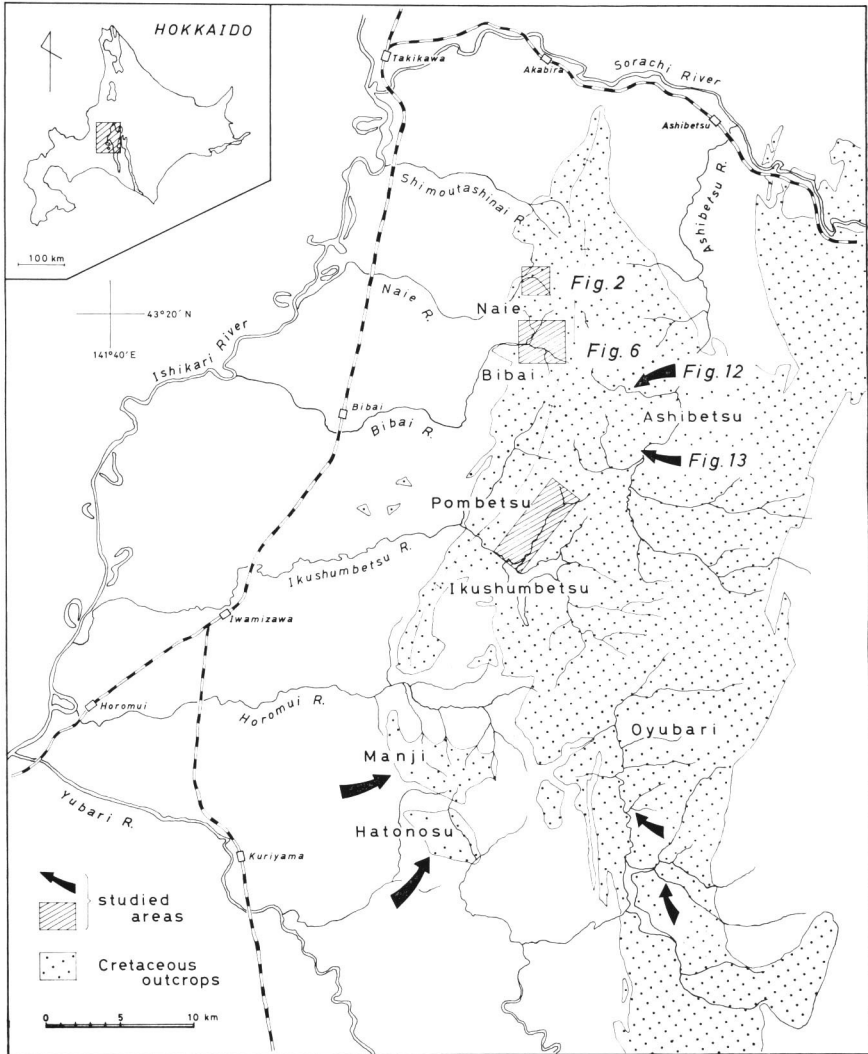 HOKKAIDO
100 km
Takikawa
Akabira
Sorachi River
Ashibetsu
Ashibetsu R.
Shimoutashinai R.
Fig. 2
Naie R.
Naie
43°20' N
141°40' E
Ishikari River
Fig. 6
Bibai
Fig. 12
Bibai
Bibai R.
Ashibetsu
Fig. 13
Pombetsu
Ikushumbetsu R.
Ikushumbetsu
Iwamizawa
Horomui
Horomui R.
Oyubari
Manji
Yubari R.
Hatonosu
Kuriyama
studied
areas
Cretaceous
outcrops
0 5 10 km